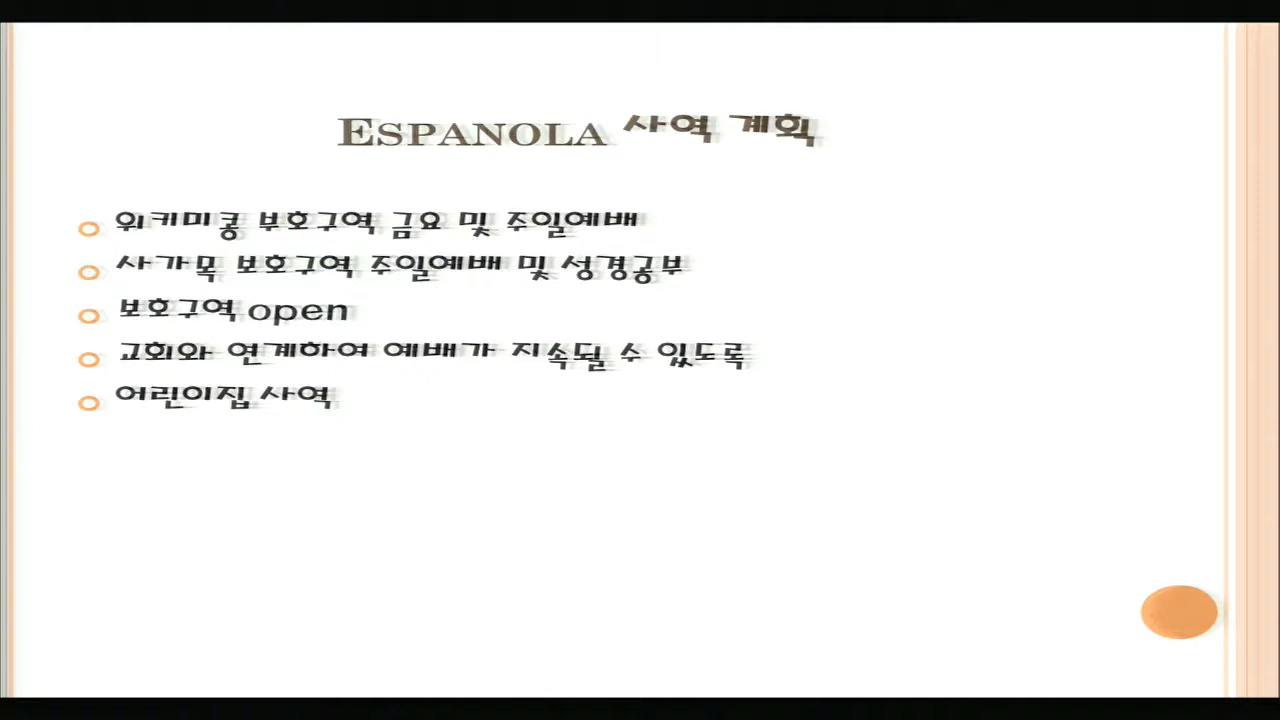 ESPANOLA 사역 계획
위키미콩 부호구역 금요 및 주일예배
사가목 보호구역 주일예배 및 성경공부
보호구역 open
교회와 연계하여 예배가 지속될 수 있도록
어린이집 사역